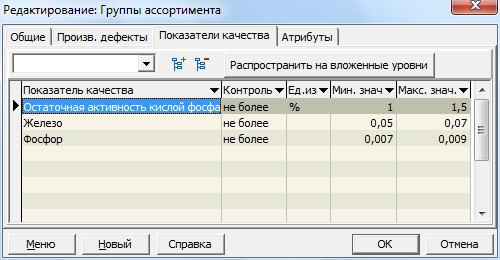 Редактирование: Группы ассортимента
Общие Произв. дефекты Показатели качества Атрибуты
Распространить на вложенные уровни
Показатель качества Контроль Ед.из Мин. знач Макс. знач.
Остаточная активность кислой фосфа не более % 1 1,5
Железо не более 0,05 0,07
Фосфор не более 0,007 0,009
Меню Новый Справка ОК Отмена